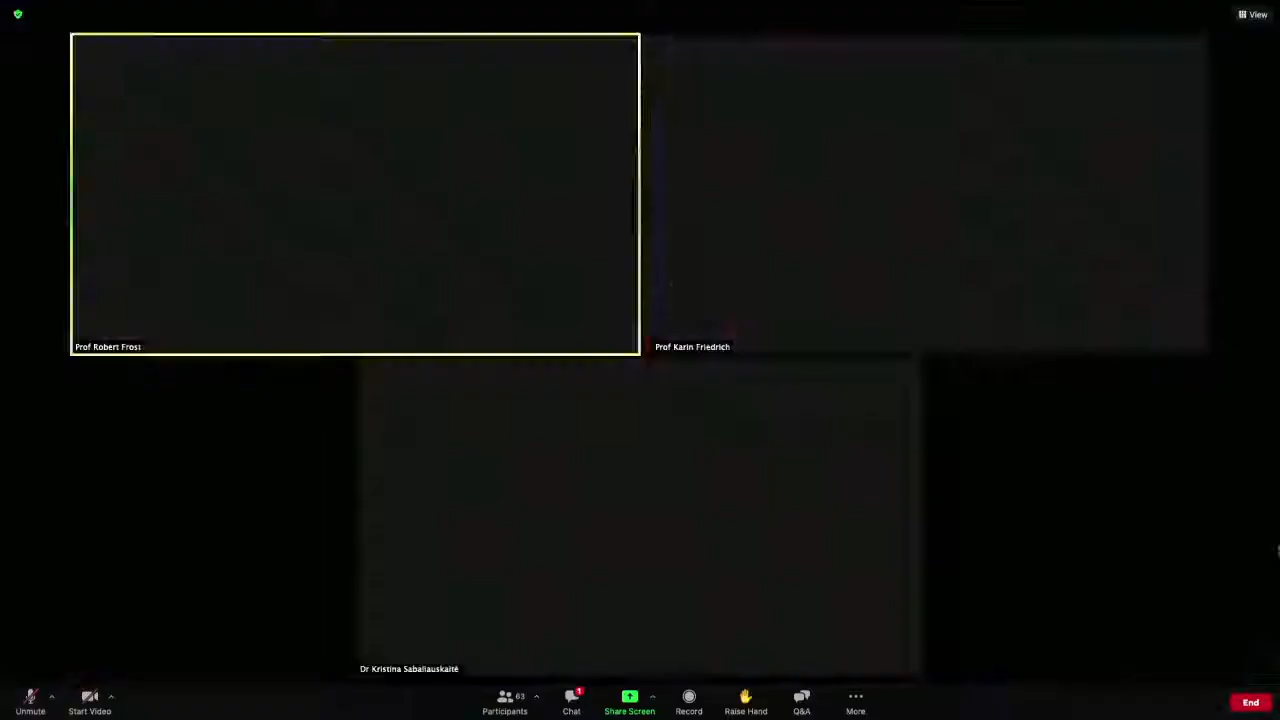 View
Prof Robert Frost
Prof Karin Friedrich
Dr Kristina Sabaliauskaitė
Unmute
Start Video
63
Participants
1
Chat
Share Screen
Record
Raise Hand
Q&A
More
End